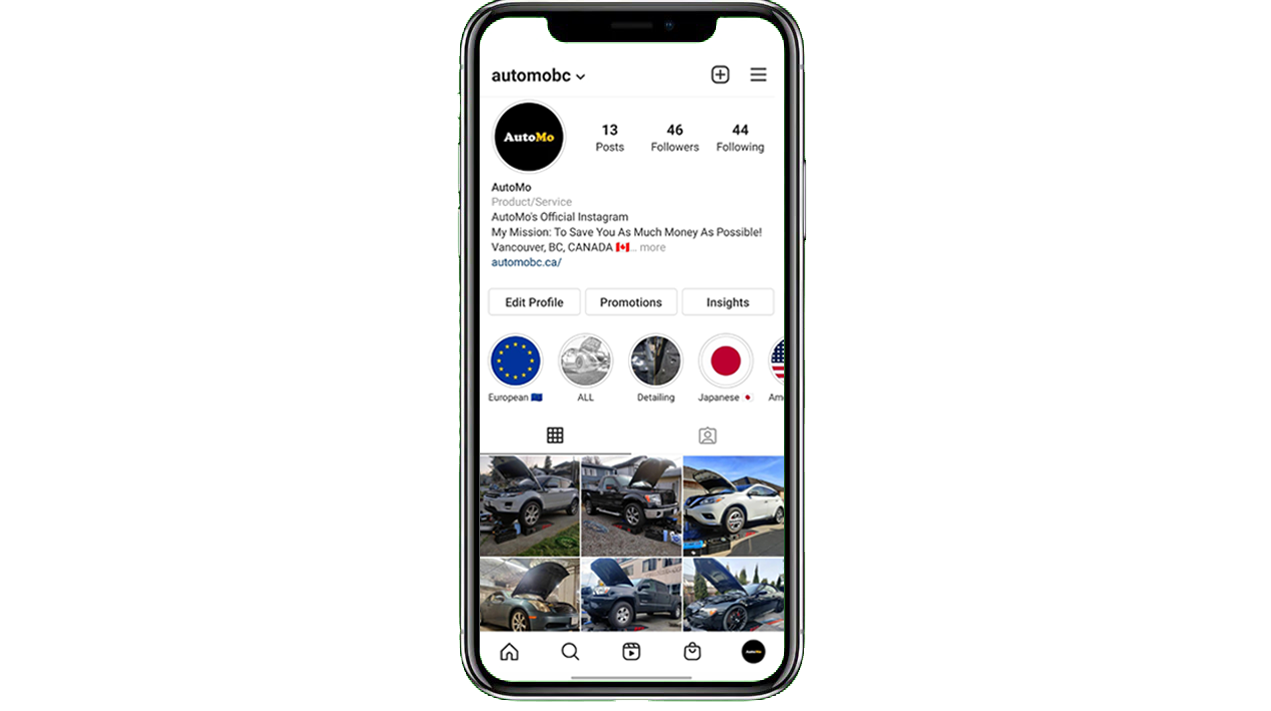 automobc
AutoMo
13 46 44
Posts Followers Following
AutoMo
Product/Service
AutoMo's Official Instagram
My Mission: To Save You As Much Money As Possible!
Vancouver, BC, CANADA 🇨🇦... more
automobc.ca/
Edit Profile Promotions Insights
European 🇪🇺 ALL Detailing Japanese 🇯🇵 Am
AutoMo